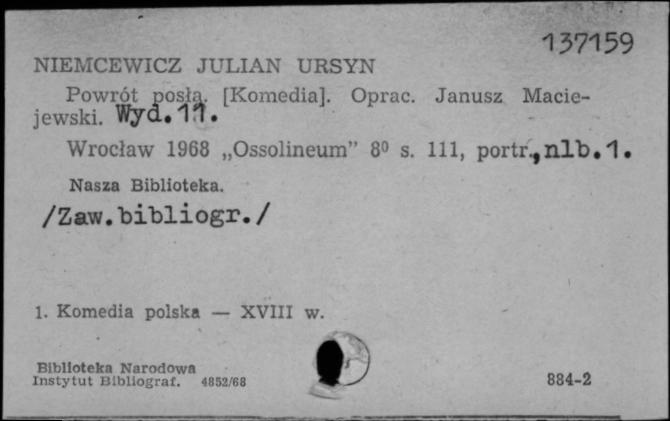 137159
NIEMCEWICZ JULIAN URSYN
Powrót posła. [Komedia]. Oprac. Janusz Macie-
jewski. Wyd.11.
Wrocław 1968 „Ossolineum” 8⁰ s. 111, portr.,nlb.1.
Nasza Biblioteka.
/Zaw.bibliogr./
1. Komedia polska — XVIII w.
Biblioteka Narodowa
Instytut Bibliograf. 4852/68
884-2